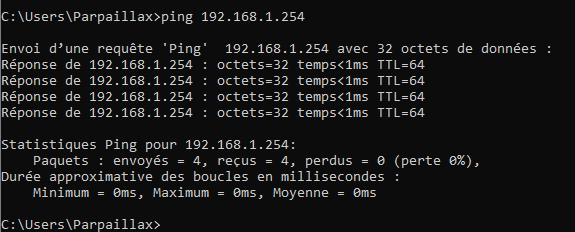 C:\Users\Parpaillax>ping 192.168.1.254
Envoi d’une requête 'Ping'  192.168.1.254 avec 32 octets de données :
Réponse de 192.168.1.254 : octets=32 temps<1ms TTL=64
Réponse de 192.168.1.254 : octets=32 temps<1ms TTL=64
Réponse de 192.168.1.254 : octets=32 temps<1ms TTL=64
Réponse de 192.168.1.254 : octets=32 temps<1ms TTL=64
Statistiques Ping pour 192.168.1.254:
    Paquets : envoyés = 4, reçus = 4, perdus = 0 (perte 0%),
Durée approximative des boucles en millisecondes :
    Minimum = 0ms, Maximum = 0ms, Moyenne = 0ms
C:\Users\Parpaillax>